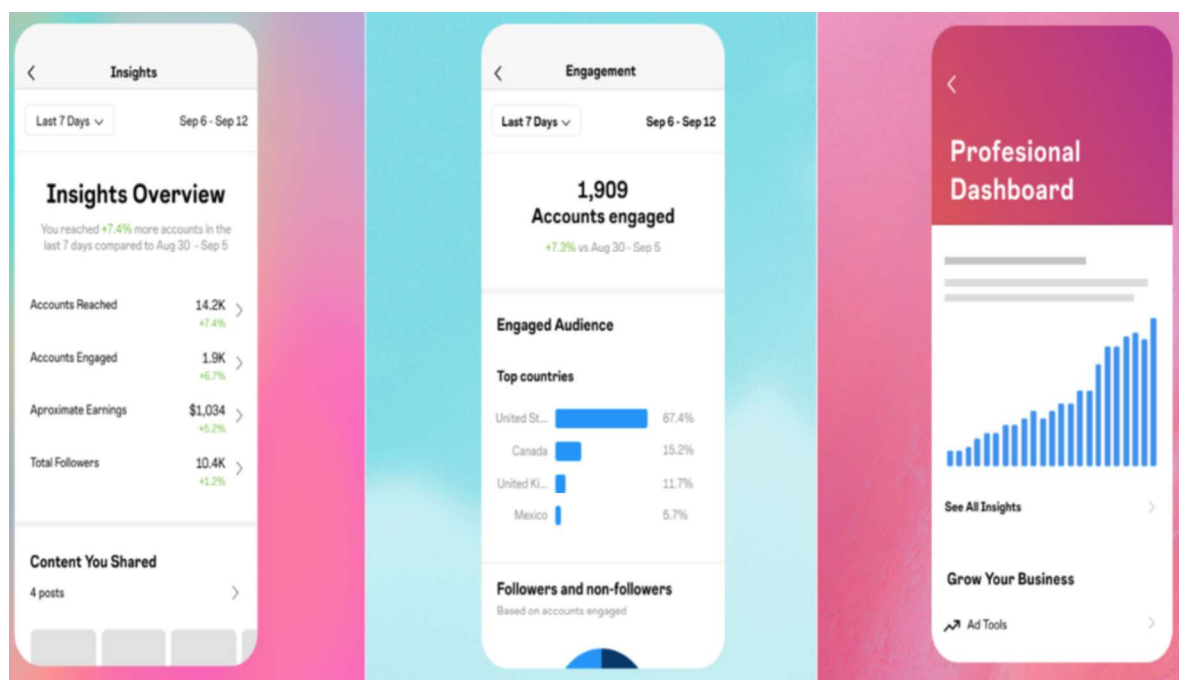 Insights
Last 7 Days
Sep 6 - Sep 12
Insights Overview
You reached +7.4% more accounts in the
last 7 days compared to Aug 30 - Sep 5
Accounts Reached
14.2K
+7.4%
Accounts Engaged
1.9K
+6.7%
Aproximate Earnings
$1,034
+5.2%
Total Followers
10.4K
+1.2%
Content You Shared
4 posts
Engagement
Last 7 Days
Sep 6 - Sep 12
1,909
Accounts engaged
+7.3% vs Aug 30 - Sep 5
Engaged Audience
Top countries
United St... 67.4%
Canada 15.2%
United Ki... 11.7%
Mexico 5.7%
Followers and non-followers
Based on accounts engaged
Profesional
Dashboard
See All Insights
Grow Your Business
Ad Tools